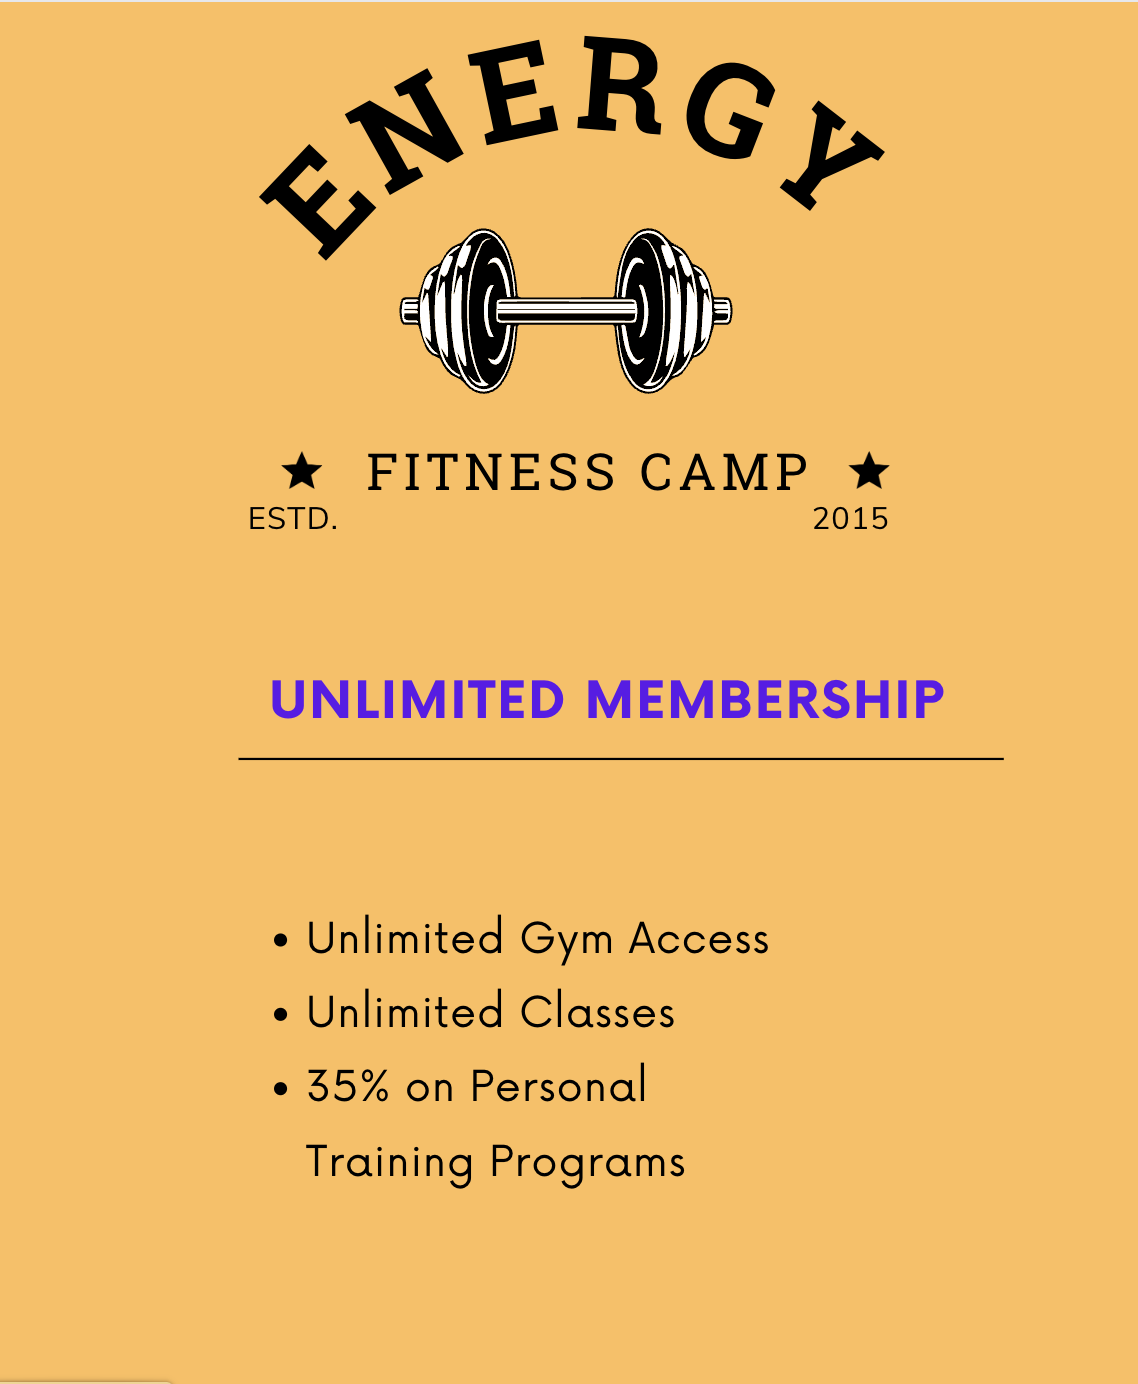 ENERGY
★ FITNESS CAMP ★
ESTD. 2015
UNLIMITED MEMBERSHIP
• Unlimited Gym Access
• Unlimited Classes
• 35% on Personal
Training Programs